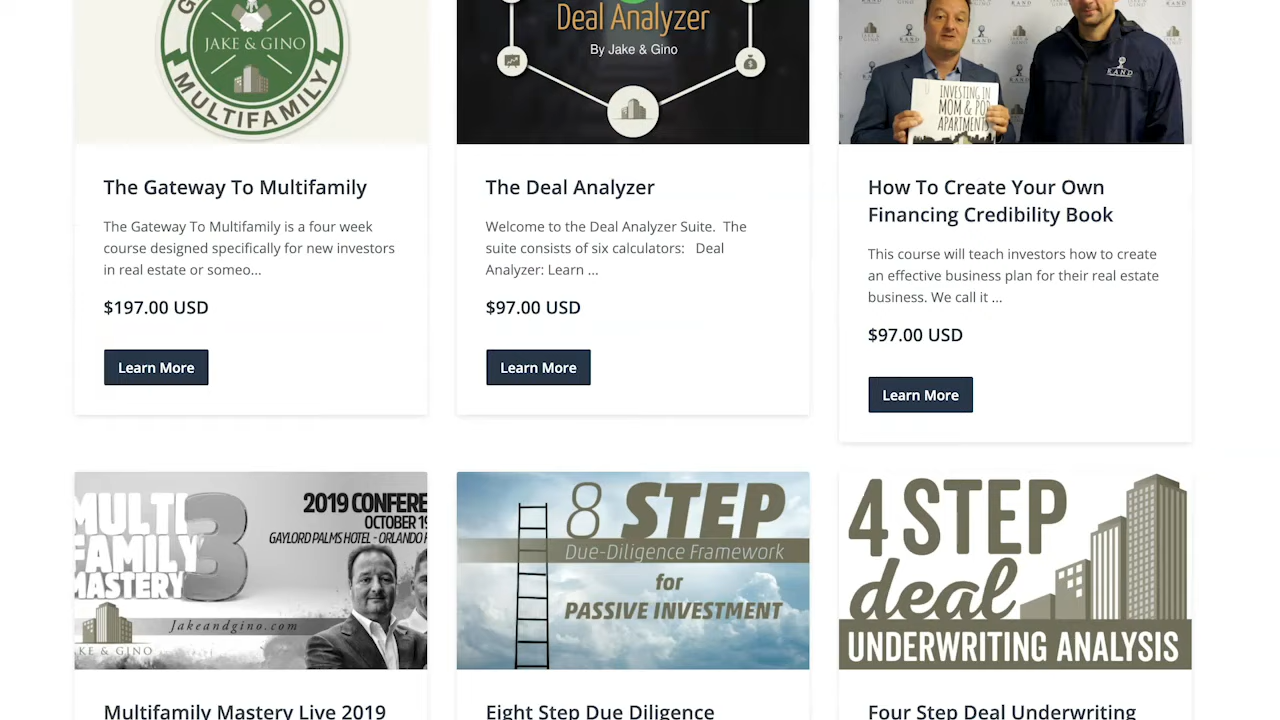 JAKE & GINO
MULTIFAMILY
Deal Analyzer
By Jake & Gino
INVESTING IN
MOM & POP
APARTMENTS
RAND
The Gateway To Multifamily
The Gateway To Multifamily is a four week
course designed specifically for new investors
in real estate or someo...
$197.00 USD
Learn More
The Deal Analyzer
Welcome to the Deal Analyzer Suite.  The
suite consists of six calculators:   Deal
Analyzer: Learn ...
$97.00 USD
Learn More
How To Create Your Own
Financing Credibility Book
This course will teach investors how to create
an effective business plan for their real estate
business. We call it ...
$97.00 USD
Learn More
MULTI
FAMILY
MASTERY
3
2019 CONFERE
OCTOBER 19
GAYLORD PALMS HOTEL - ORLANDO F
Jakeandgino.com
KE & GINO
8 STEP
Due-Diligence Framework
for
PASSIVE INVESTMENT
4 STEP
deal
UNDERWRITING ANALYSIS
Multifamily Mastery Live 2019
Eight Step Due Diligence
Four Step Deal Underwriting